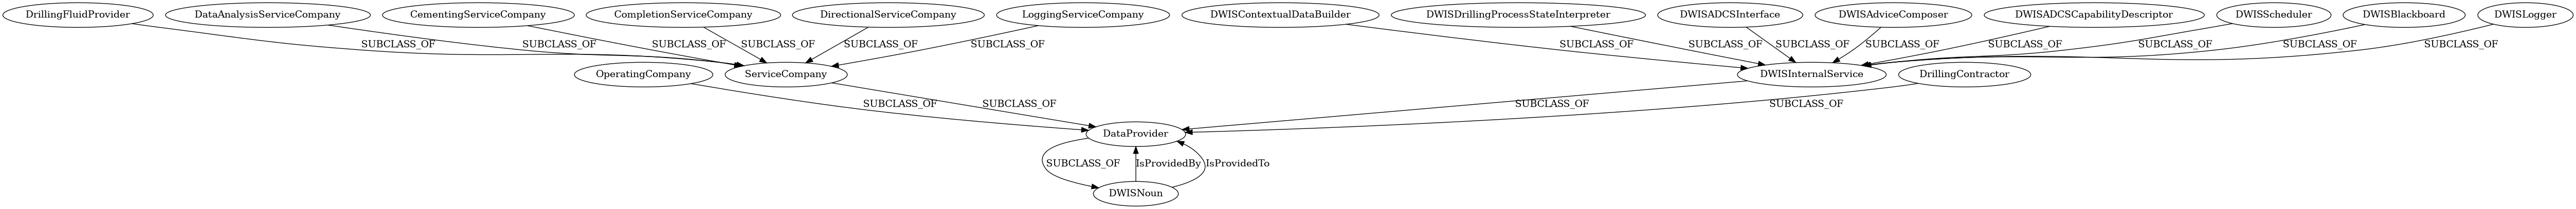 DrillingFluidProvider
DataAnalysisServiceCompany
CementingServiceCompany
CompletionServiceCompany
DirectionalServiceCompany
LoggingServiceCompany
DWISContextualDataBuilder
DWISDrillingProcessStateInterpreter
DWISADCSInterface
DWISAdviceComposer
DWISADCSCapabilityDescriptor
DWISScheduler
DWISBlackboard
DWISLogger
SUBCLASS_OF
SUBCLASS_OF
SUBCLASS_OF
SUBCLASS_OF
SUBCLASS_OF
SUBCLASS_OF
SUBCLASS_OF
SUBCLASS_OF
SUBCLASS_OF
SUBCLASS_OF
SUBCLASS_OF
SUBCLASS_OF
SUBCLASS_OF
SUBCLASS_OF
OperatingCompany
ServiceCompany
DWISInternalService
DrillingContractor
SUBCLASS_OF
SUBCLASS_OF
SUBCLASS_OF
SUBCLASS_OF
DataProvider
SUBCLASS_OF
IsProvidedBy
IsProvidedTo
DWISNoun